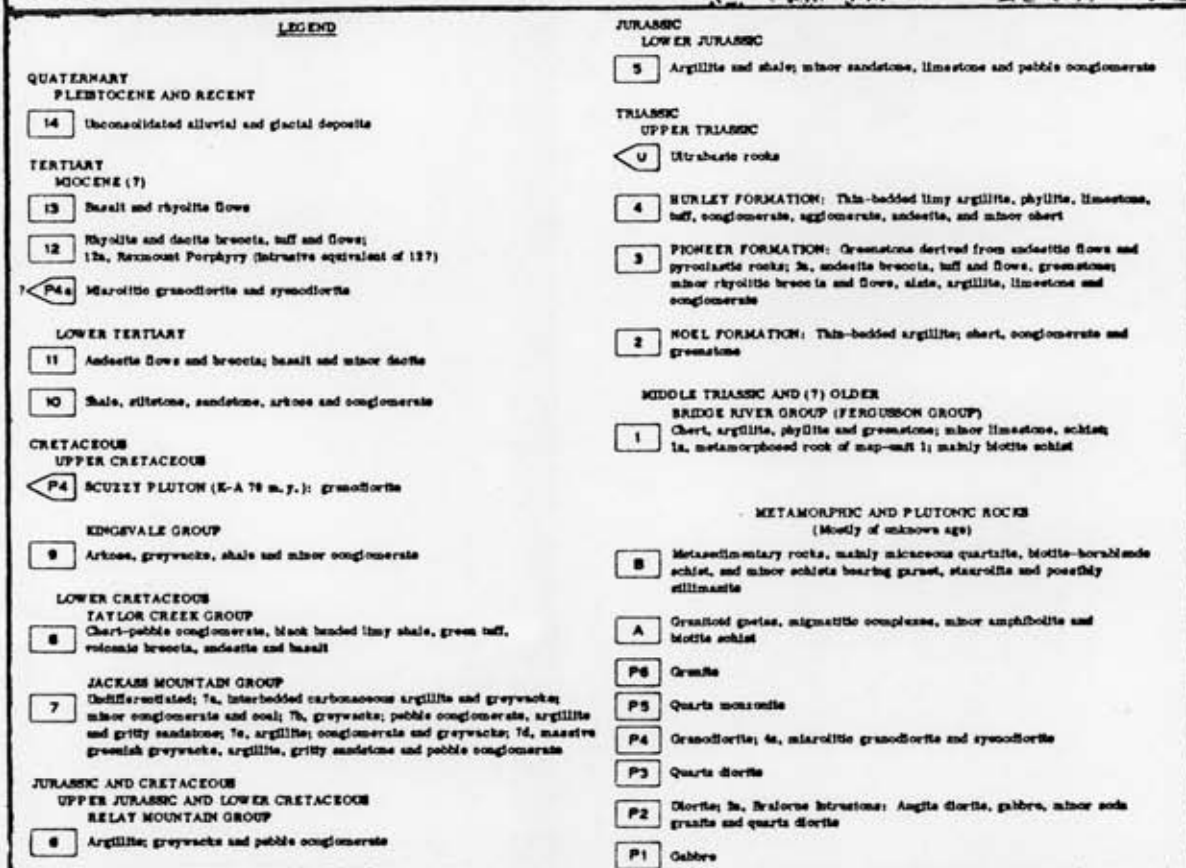 LEGEND
QUATERNARY
PLEISTOCENE AND RECENT
14 Unconsolidated alluvial and glacial deposits
TERTIARY
MIOCENE (?)
13 Basalt and rhyolite flows
12 Rhyolite and dacite breccia, tuff and flows;
12a, Rexmount Porphyry (intrusive equivalent of 12?)
? P4a Miarolitic granodiorite and syenodiorite
LOWER TERTIARY
11 Andesite flows and breccia; basalt and minor dacite
10 Shale, siltstone, sandstone, arkose and conglomerate
CRETACEOUS
UPPER CRETACEOUS
P4 SCUZZY PLUTON (K-A 70 m.y.): granodiorite
KINGSVALE GROUP
9 Arkose, greywacke, shale and minor conglomerate
LOWER CRETACEOUS
TAYLOR CREEK GROUP
8 Chert-pebble conglomerate, black banded limy shale, green tuff,
volcanic breccia, andesite and basalt
JACKASS MOUNTAIN GROUP
7 Undifferentiated; 7a, interbedded carbonaceous argillite and greywacke;
minor conglomerate and coal; 7b, greywacke; pebble conglomerate, argillite
and gritty sandstone; 7c, argillite; conglomerate and greywacke; 7d, massive
greenish greywacke, argillite, gritty sandstone and pebble conglomerate
JURASSIC AND CRETACEOUS
UPPER JURASSIC AND LOWER CRETACEOUS
RELAY MOUNTAIN GROUP
6 Argillite; greywacke and pebble conglomerate
JURASSIC
LOWER JURASSIC
5 Argillite and shale; minor sandstone, limestone and pebble conglomerate
TRIASSIC
UPPER TRIASSIC
U Ultrabasic rocks
4 HURLEY FORMATION: Thin-bedded limy argillite, phyllite, limestone,
tuff, conglomerate, agglomerate, andesite, and minor chert
3 PIONEER FORMATION: Greenstone derived from andesitic flows and
pyroclastic rocks; 3a, andesite breccia, tuff and flows, greenstone;
minor rhyolitic breccia and flows, slate, argillite, limestone and
conglomerate
2 NOEL FORMATION: Thin-bedded argillite; chert, conglomerate and
greenstone
MIDDLE TRIASSIC AND (?) OLDER
BRIDGE RIVER GROUP (FERGUSSON GROUP)
1 Chert, argillite, phyllite and greenstone; minor limestone, schist;
1a, metamorphosed rock of map-unit 1; mainly biotite schist
METAMORPHIC AND PLUTONIC ROCKS
(Mostly of unknown age)
B Metasedimentary rocks, mainly micaceous quartzite, biotite-hornblende
schist, and minor schists bearing garnet, staurolite and possibly
sillimanite
A Granitoid gneiss, migmatitic complexes, minor amphibolite and
biotite schist
P6 Granite
P5 Quartz monzonite
P4 Granodiorite; 4a, miarolitic granodiorite and syenodiorite
P3 Quartz diorite
P2 Diorite; 2a, Bralorne Intrusions: Augite diorite, gabbro, minor soda
granite and quartz diorite
P1 Gabbro